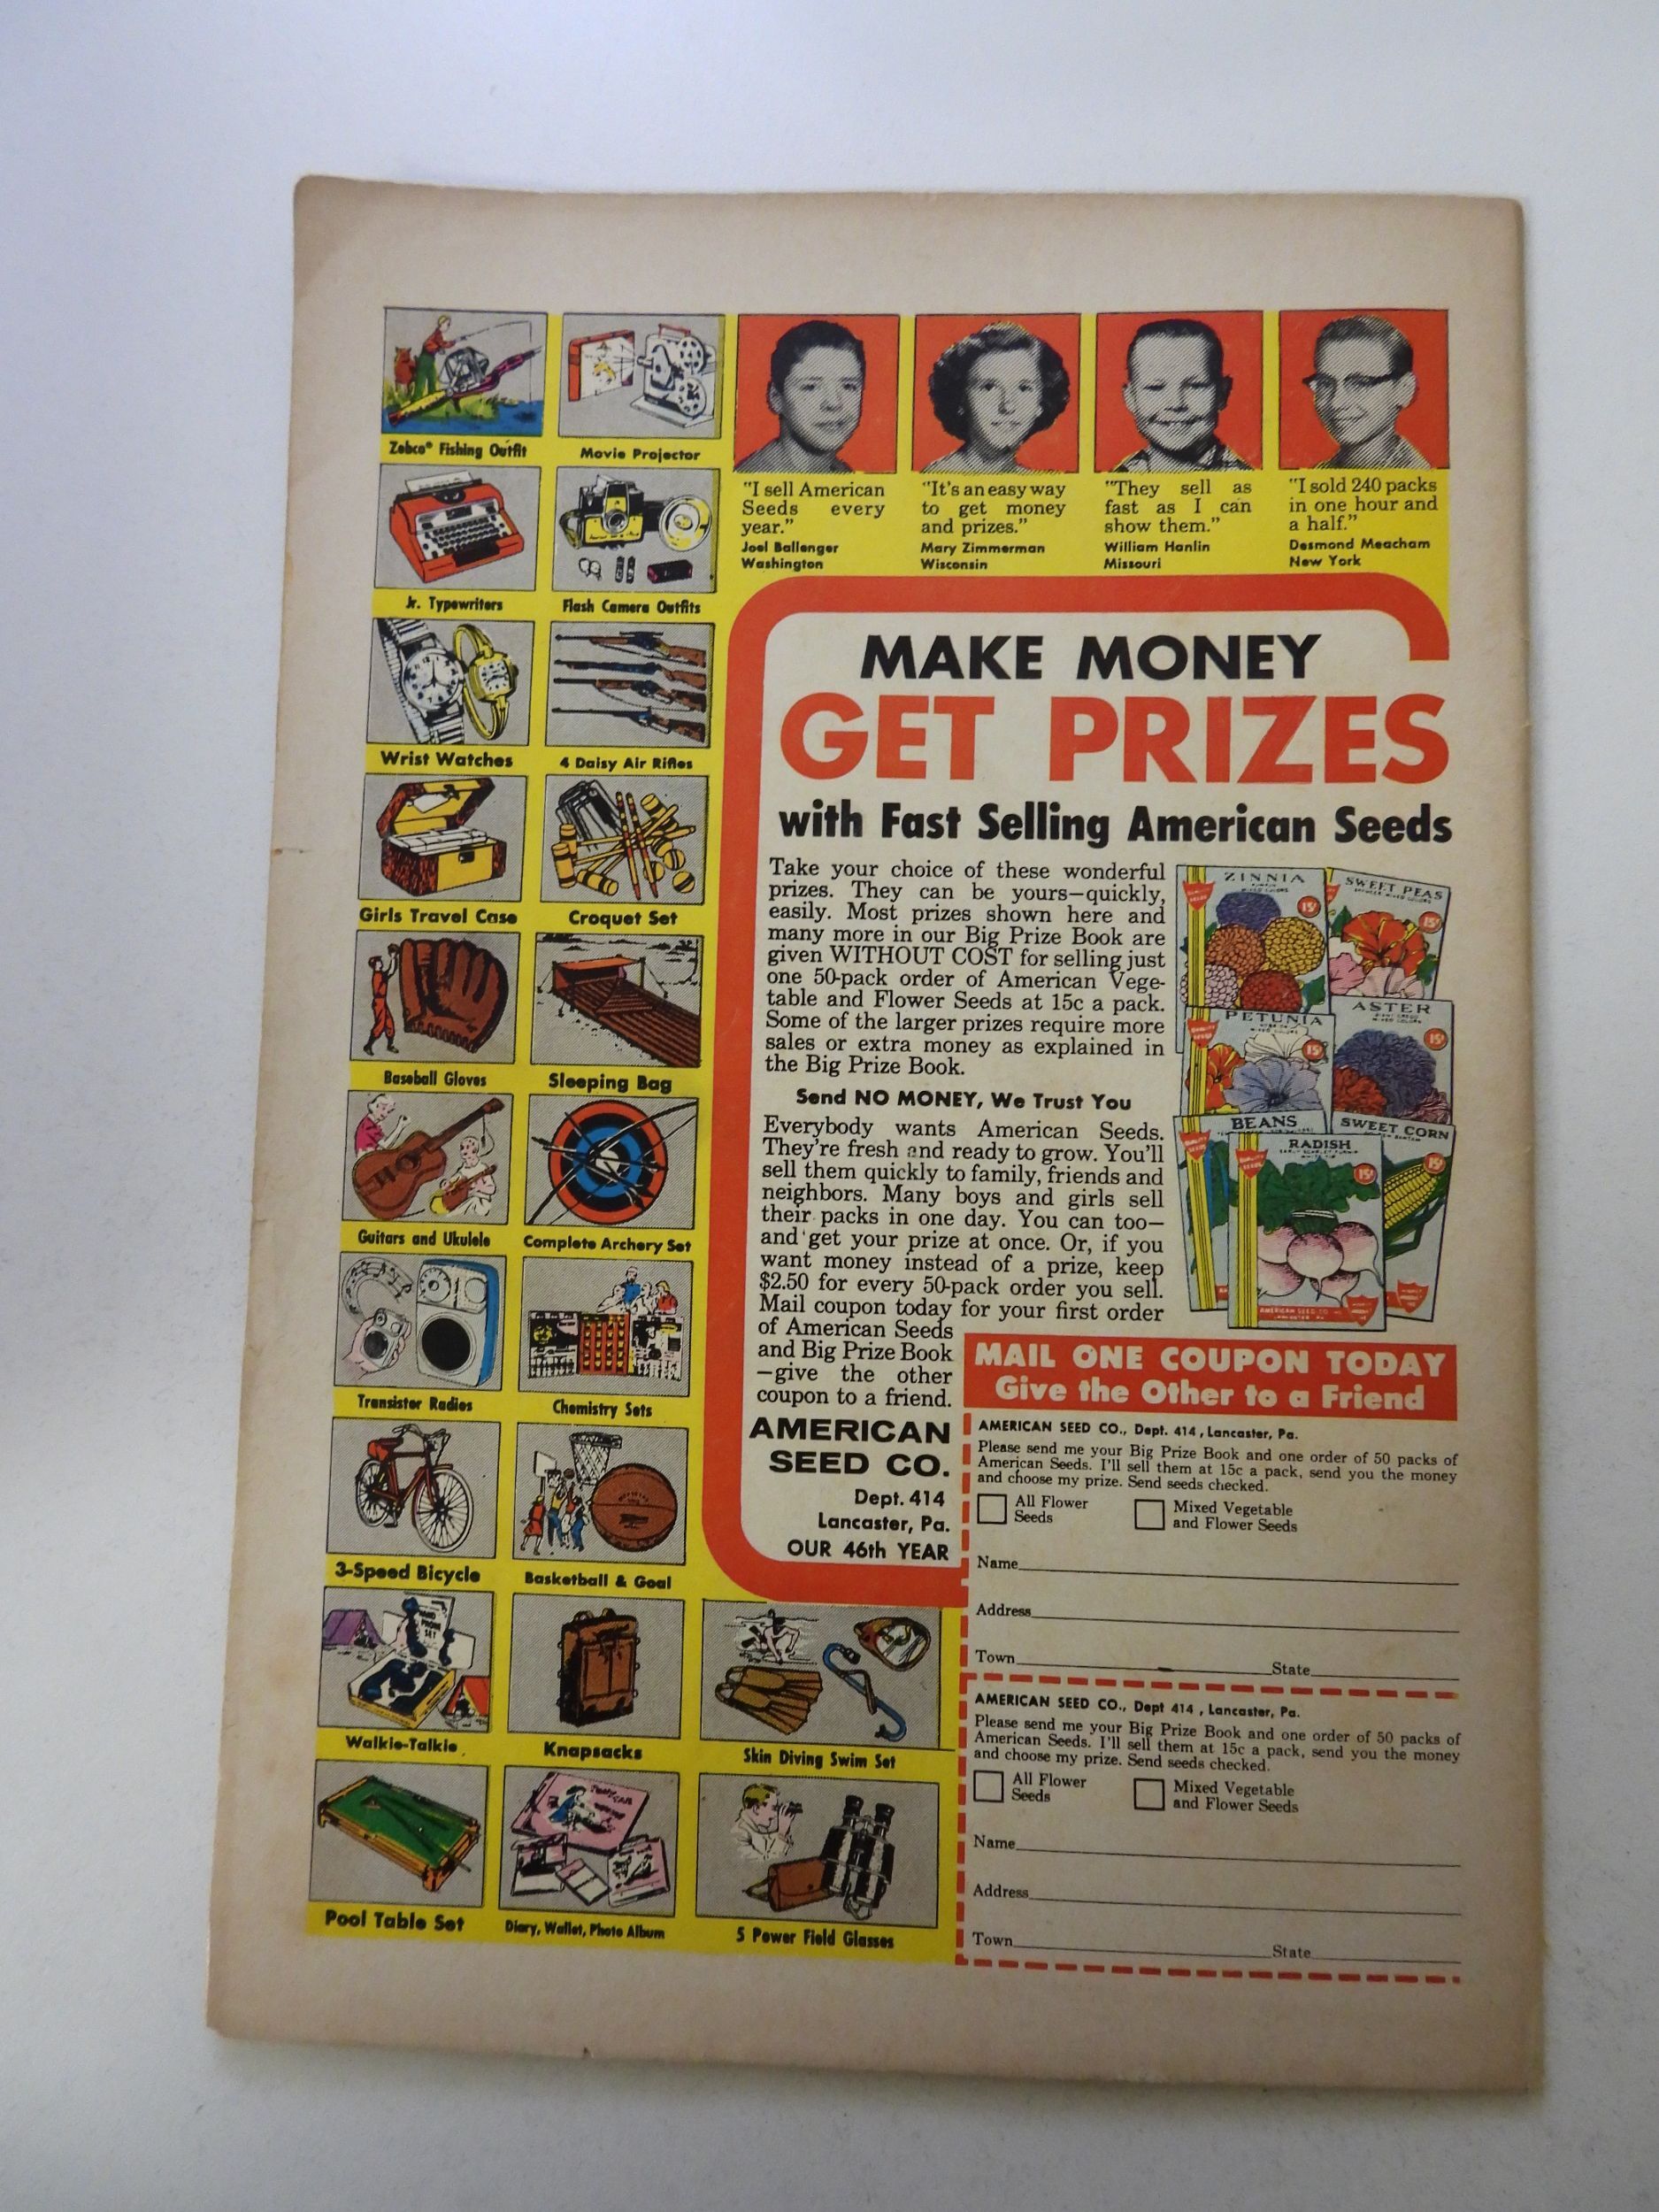 Zebco® Fishing Outfit
Movie Projector
Jr. Typewriters
Flash Camera Outfits
Wrist Watches
4 Daisy Air Rifles
Girls Travel Case
Croquet Set
Baseball Gloves
Sleeping Bag
Guitars and Ukulele
Complete Archery Set
Transistor Radios
Chemistry Sets
3-Speed Bicycle
Basketball & Goal
Walkie-Talkie
Knapsacks
Skin Diving Swim Set
Pool Table Set
Diary, Wallet, Photo Album
5 Power Field Glasses
"I sell American
Seeds every
year."
Joel Ballenger
Washington
"It's an easy way
to get money
and prizes."
Mary Zimmerman
Wisconsin
"They sell as
fast as I can
show them."
William Hanlin
Missouri
"I sold 240 packs
in one hour and
a half."
Desmond Meacham
New York
MAKE MONEY
GET PRIZES
with Fast Selling American Seeds
Take your choice of these wonderful
prizes. They can be yours—quickly,
easily. Most prizes shown here and
many more in our Big Prize Book are
given WITHOUT COST for selling just
one 50-pack order of American Vege-
table and Flower Seeds at 15c a pack.
Some of the larger prizes require more
sales or extra money as explained in
the Big Prize Book.
Send NO MONEY, We Trust You
Everybody wants American Seeds.
They're fresh and ready to grow. You'll
sell them quickly to family, friends and
neighbors. Many boys and girls sell
their packs in one day. You can too—
and get your prize at once. Or, if you
want money instead of a prize, keep
$2.50 for every 50-pack order you sell.
Mail coupon today for your first order
of American Seeds
and Big Prize Book
—give the other
coupon to a friend.
AMERICAN
SEED CO.
Dept. 414
Lancaster, Pa.
OUR 46th YEAR
ZINNIA
15¢
SWEET PEAS
15¢
PETUNIA
15¢
ASTER
15¢
BEANS
SWEET CORN
15¢
RADISH
15¢
MAIL ONE COUPON TODAY
Give the Other to a Friend
AMERICAN SEED CO., Dept. 414, Lancaster, Pa.
Please send me your Big Prize Book and one order of 50 packs of
American Seeds. I'll sell them at 15c a pack, send you the money
and choose my prize. Send seeds checked.
All Flower
Seeds
Mixed Vegetable
and Flower Seeds
Name
Address
Town State
AMERICAN SEED CO., Dept 414, Lancaster, Pa.
Please send me your Big Prize Book and one order of 50 packs of
American Seeds. I'll sell them at 15c a pack, send you the money
and choose my prize. Send seeds checked.
All Flower
Seeds
Mixed Vegetable
and Flower Seeds
Name
Address
Town State